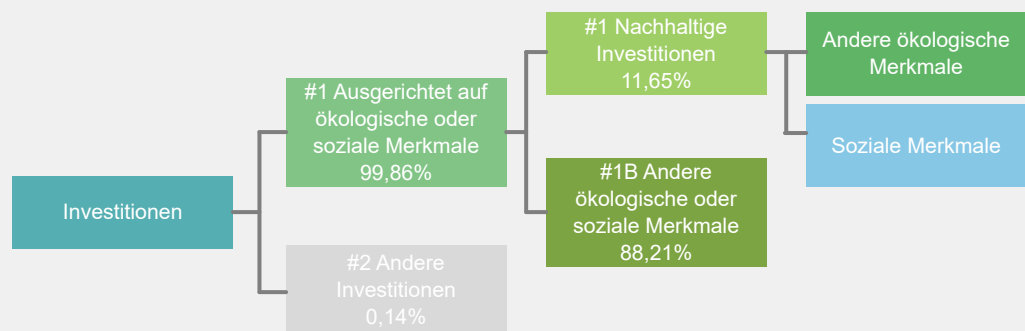 Investitionen
#1 Ausgerichtet auf
ökologische oder
soziale Merkmale
99,86%
#2 Andere
Investitionen
0,14%
#1 Nachhaltige
Investitionen
11,65%
#1B Andere
ökologische oder
soziale Merkmale
88,21%
Andere ökologische
Merkmale
Soziale Merkmale